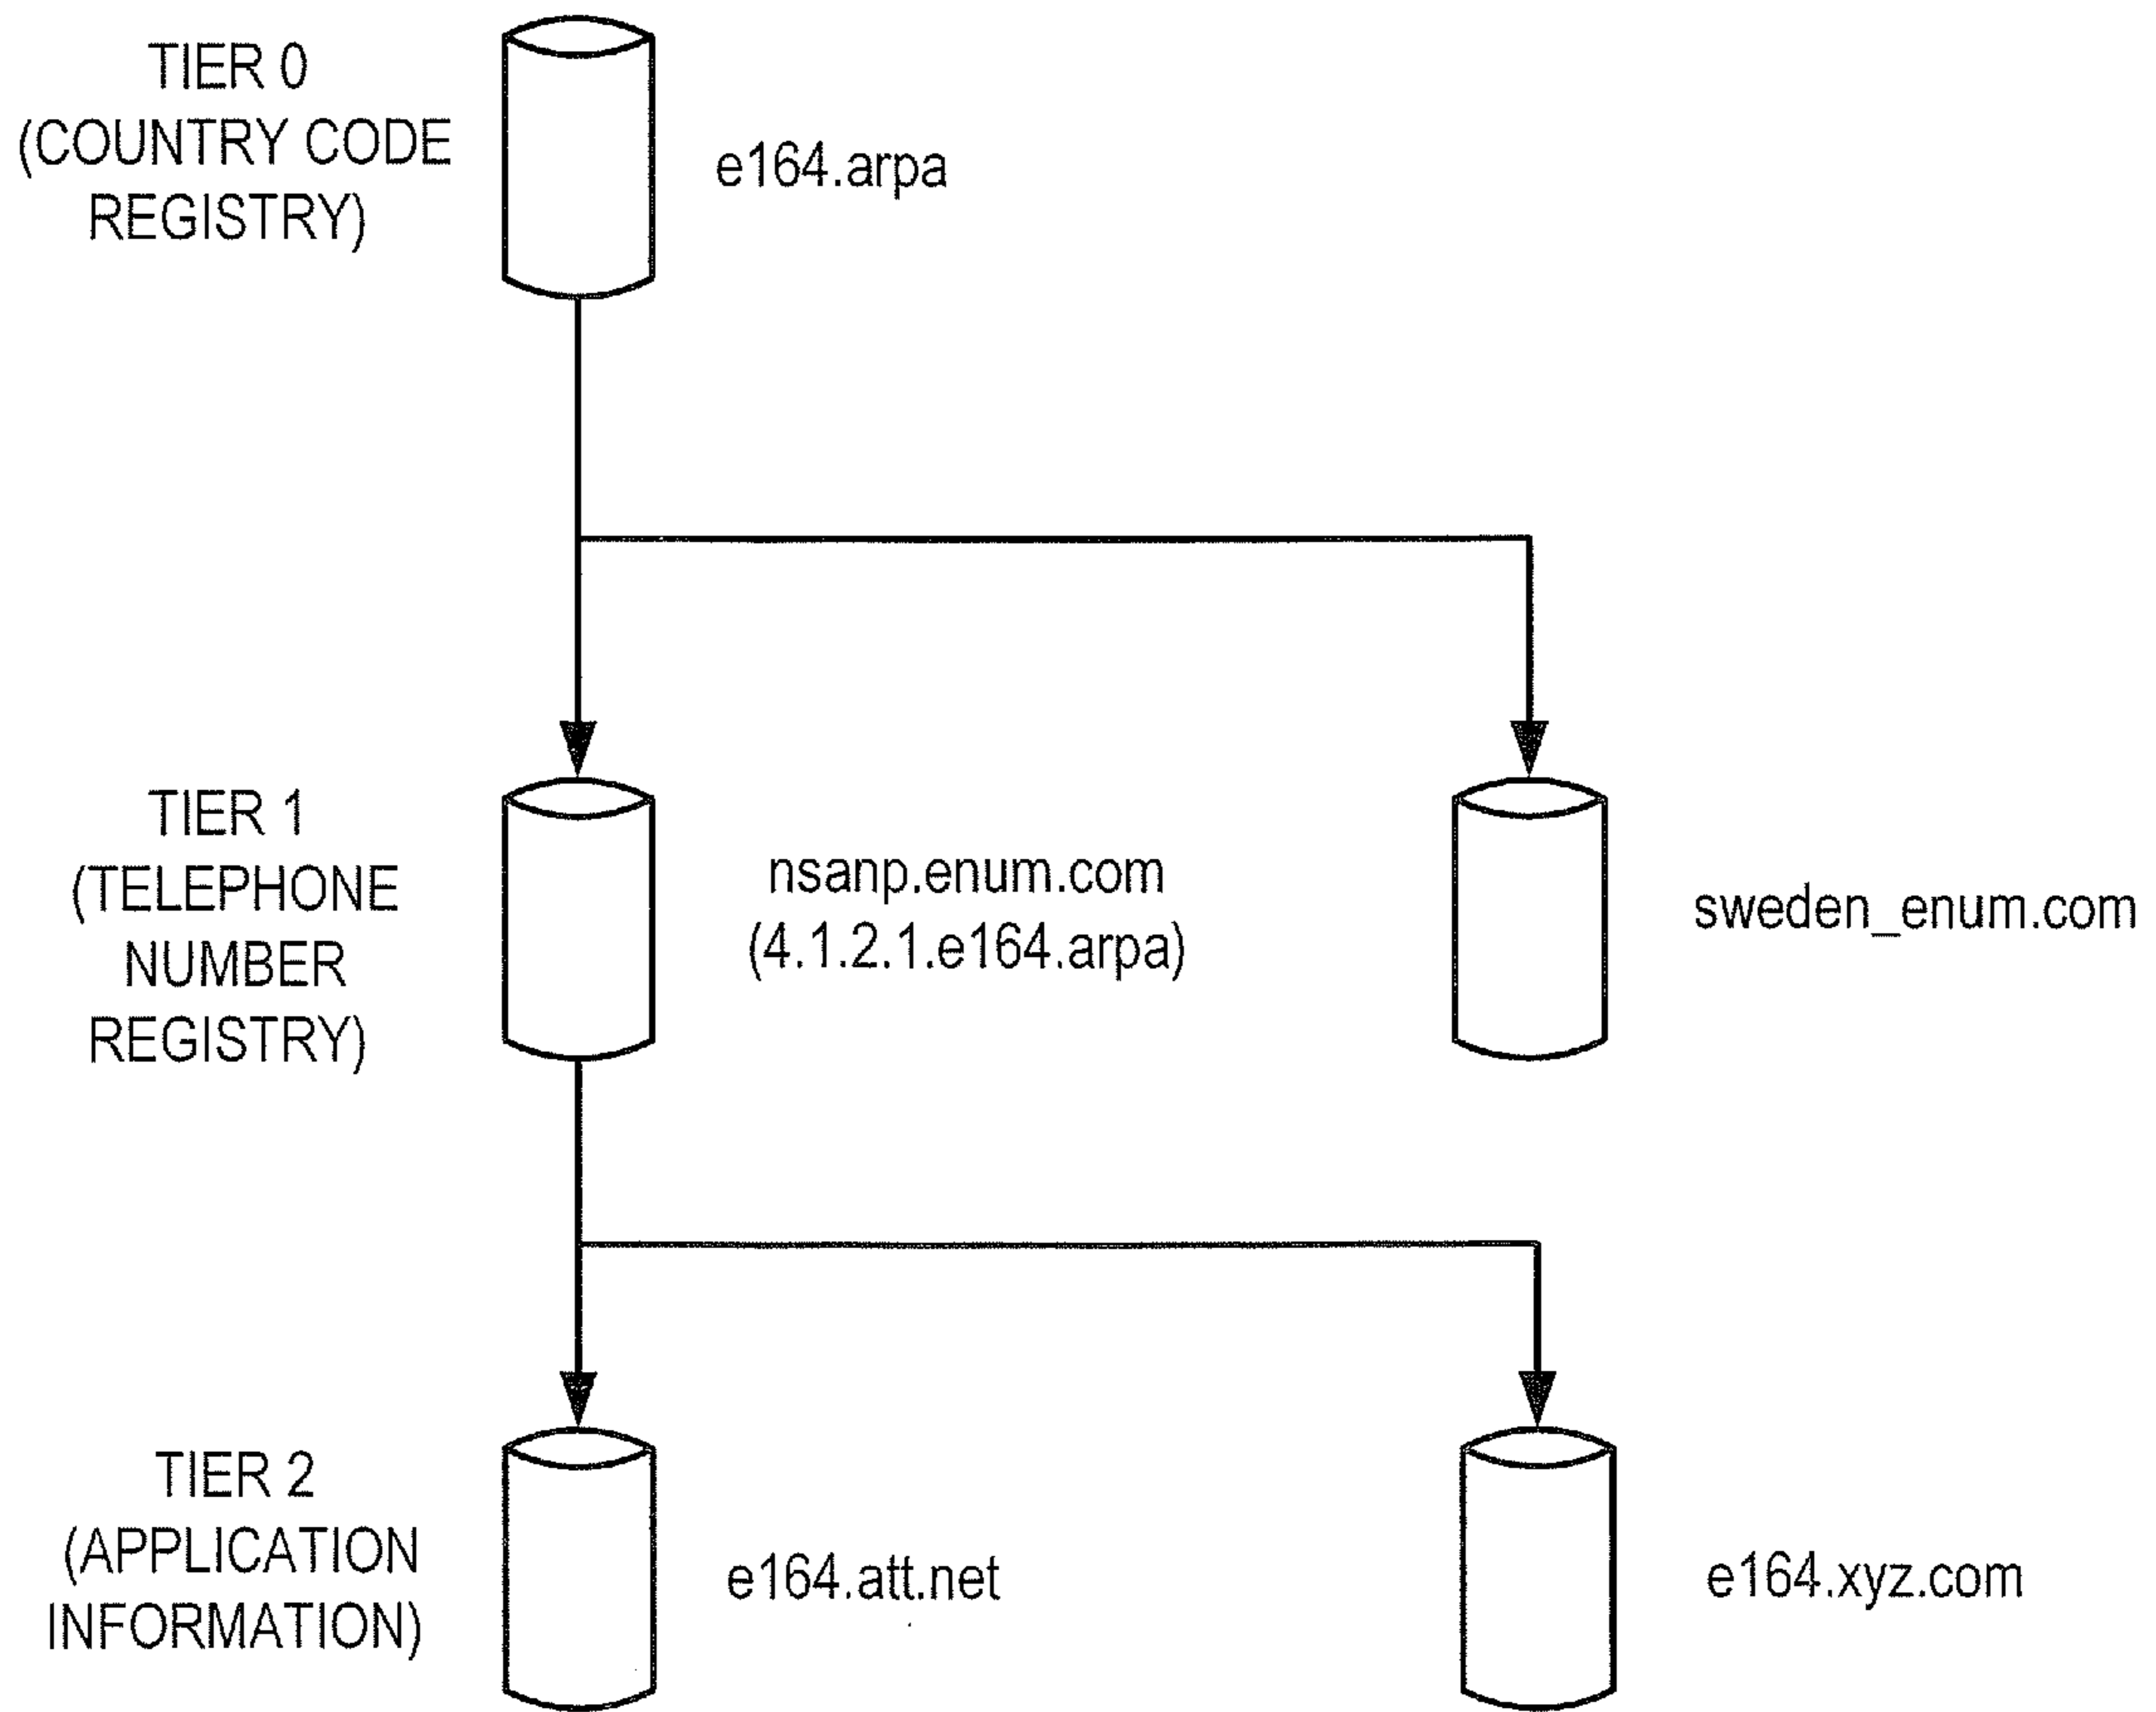 TIER 0
(COUNTRY CODE
REGISTRY)
e164.arpa
TIER 1
(TELEPHONE
NUMBER
REGISTRY)
nsanp.enum.com
(4.1.2.1.e164.arpa)
sweden_enum.com
TIER 2
(APPLICATION
INFORMATION)
e164.att.net
e164.xyz.com